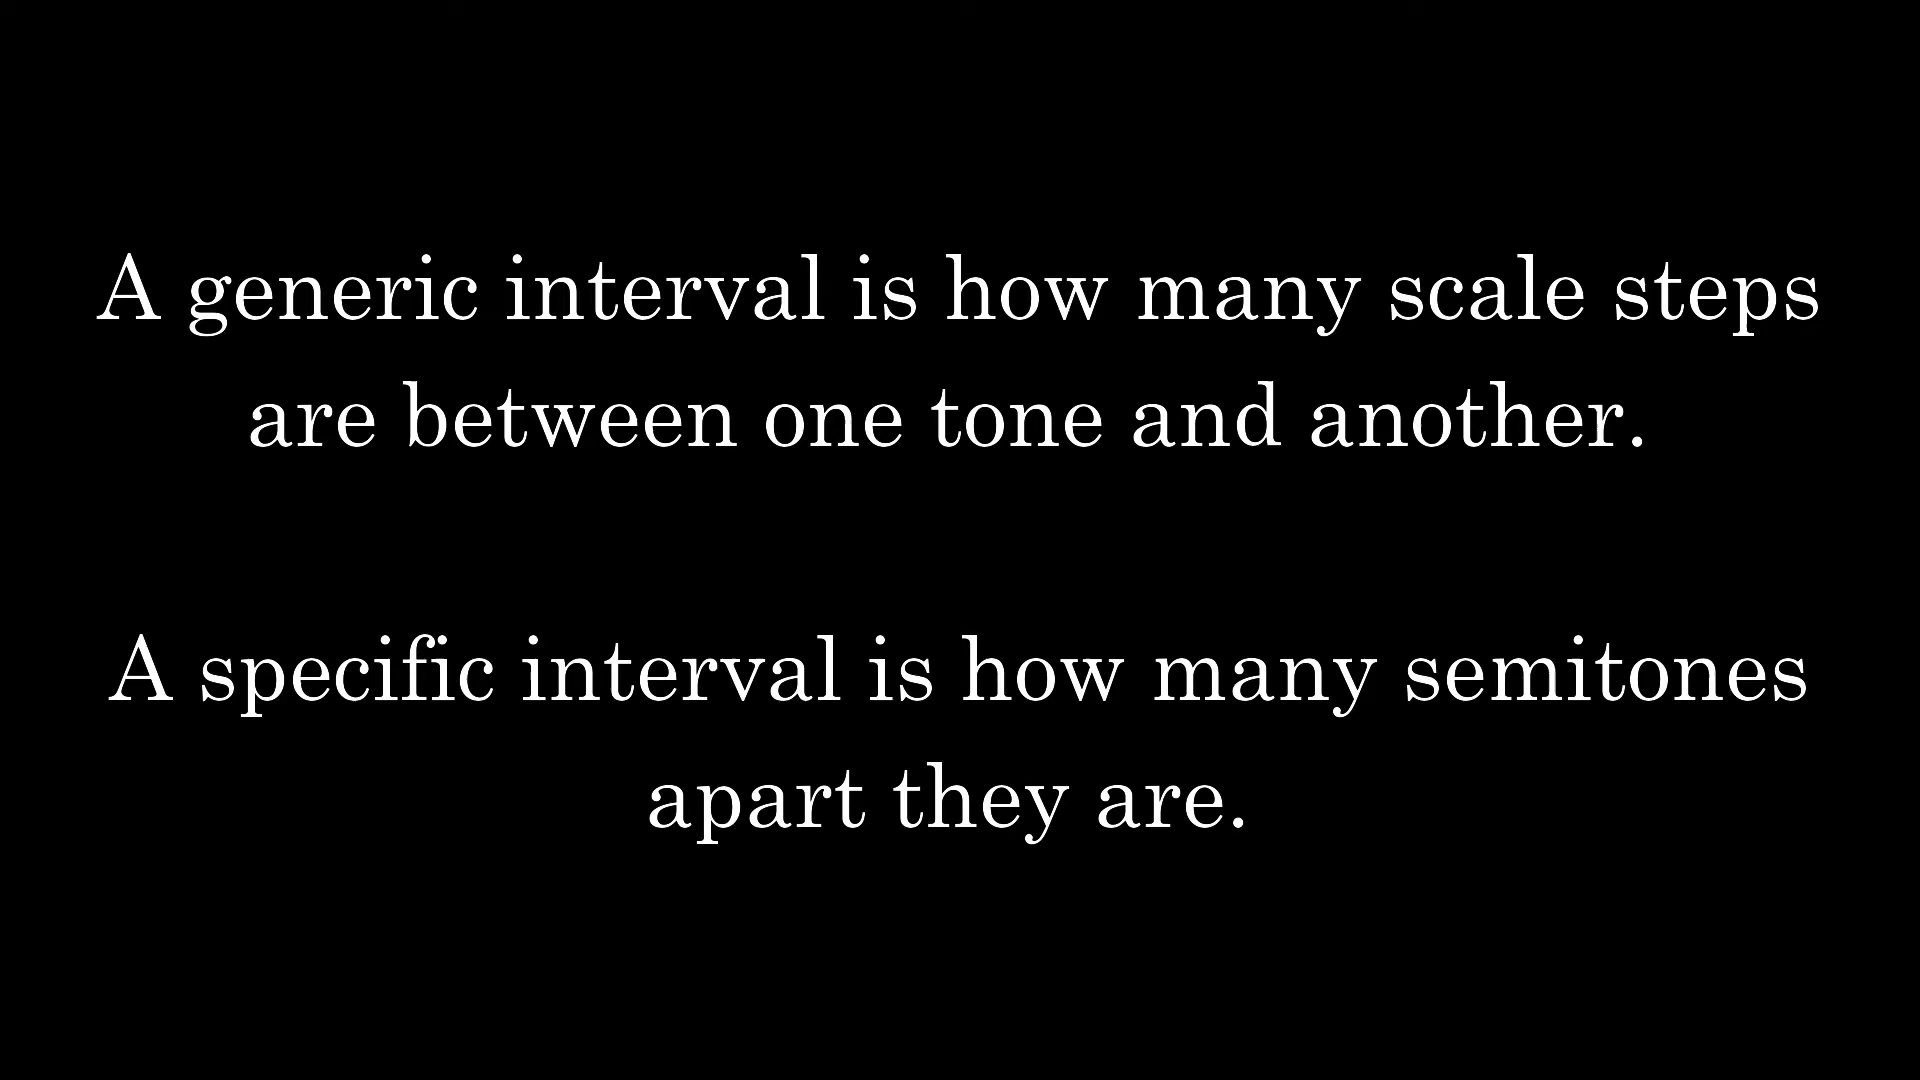 A generic interval is how many scale steps
are between one tone and another.
A specific interval is how many semitones
apart they are.